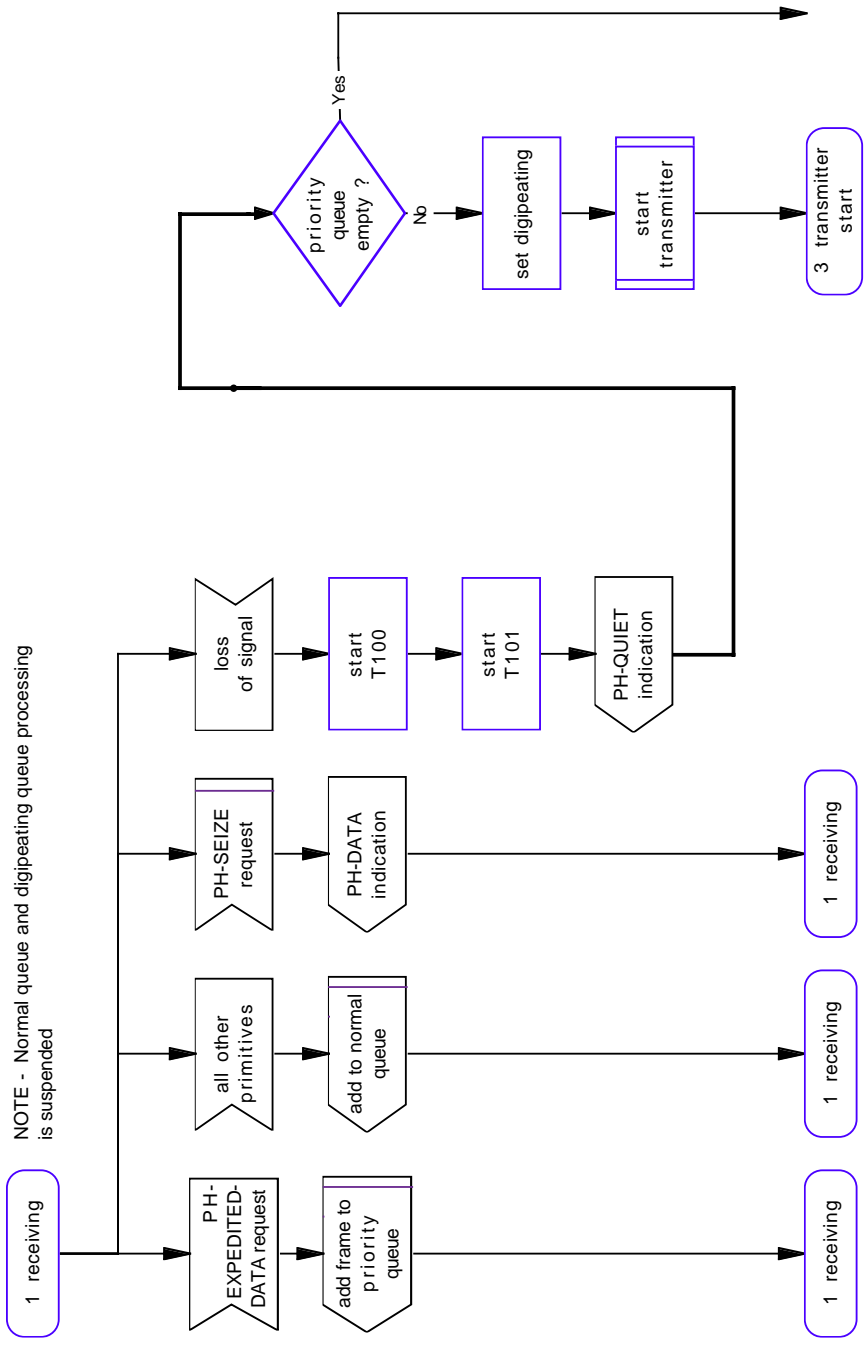 1 receiving
NOTE - Normal queue and digipeating queue processing
is suspended
PH-
EXPEDITED-
DATA request
add frame to
priority
queue
1 receiving
all other
primitives
add to normal
queue
1 receiving
PH-SEIZE
request
PH-DATA
indication
1 receiving
loss
of signal
start
T100
start
T101
PH-QUIET
indication
priority
queue
empty ?
Yes
No
set digipeating
start
transmitter
3 transmitter
start